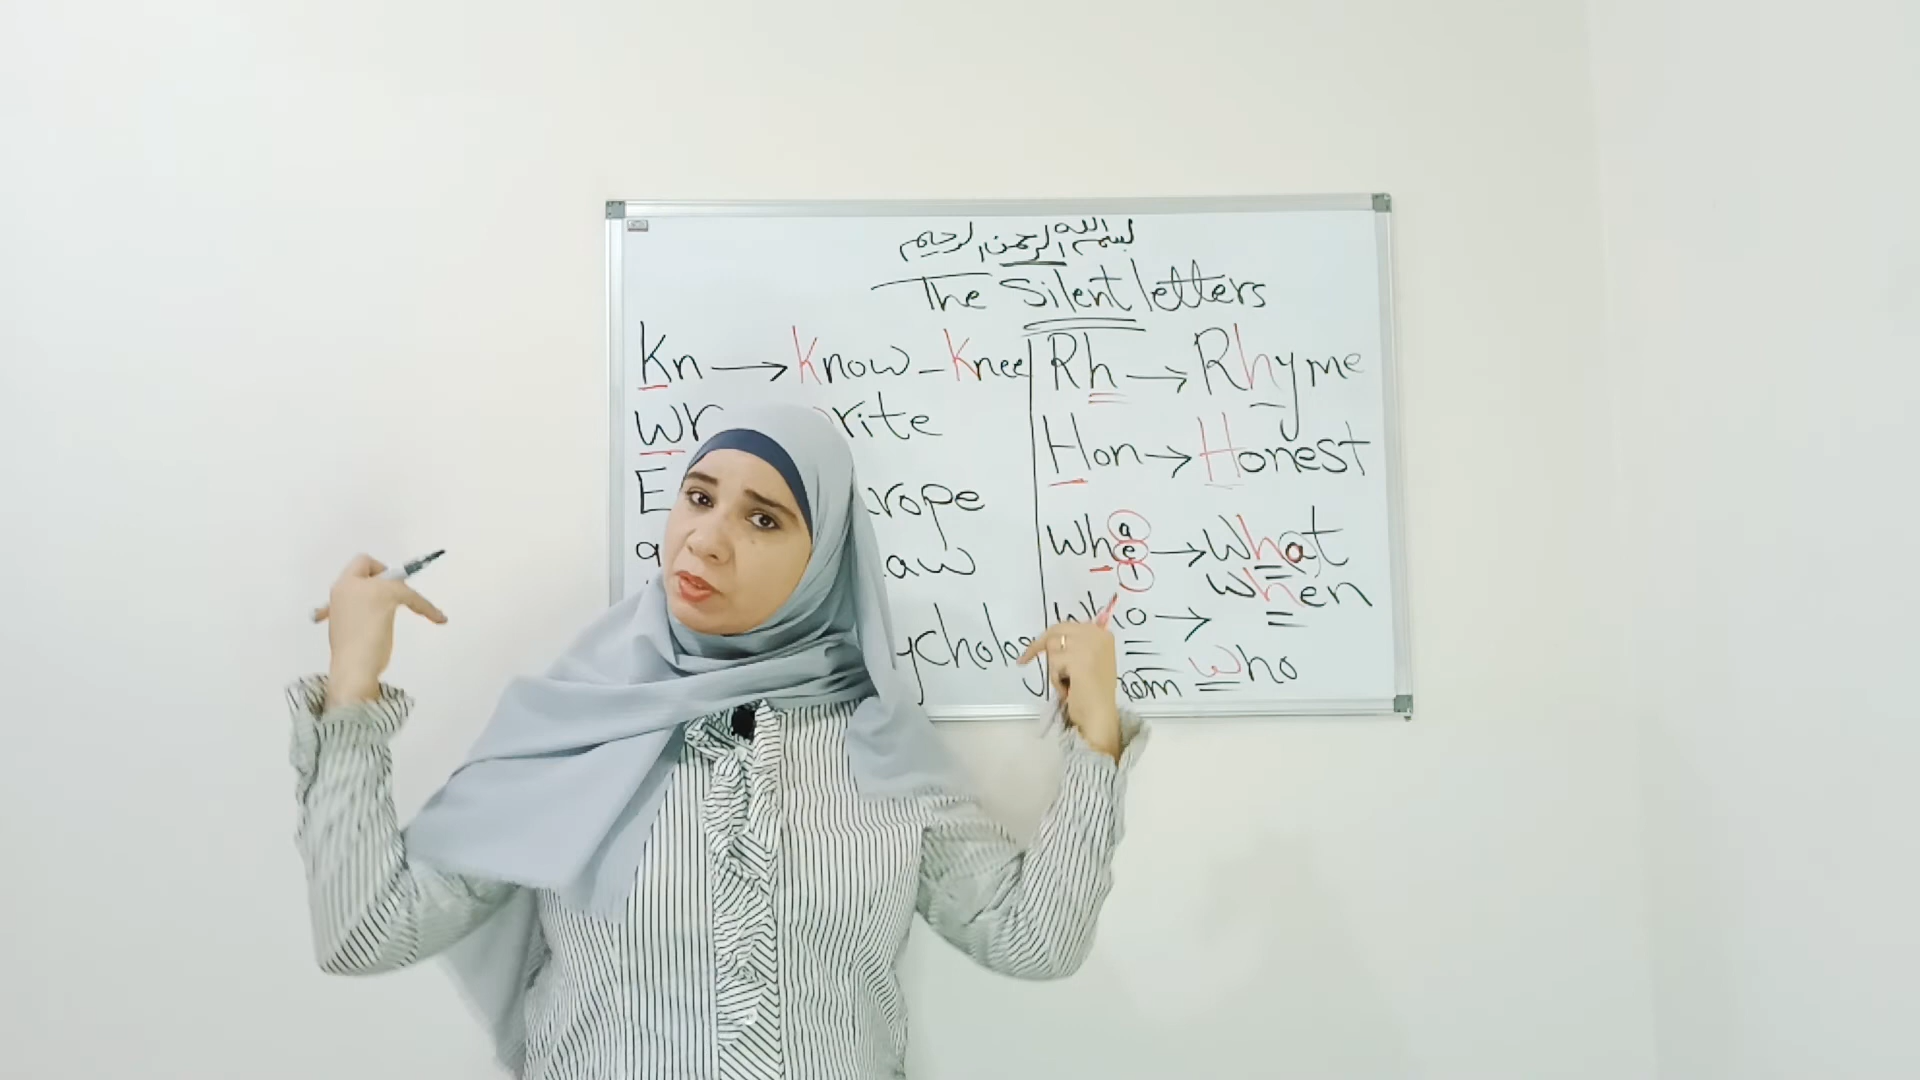 بسم الله الرحمن الرحيم
The Silent letters
Kn → Know - Knee
Wr rite
E rope
a aw
ychology
Rh → Rhyme
Hon → Honest
Wh a e i → What
When
Who → Who